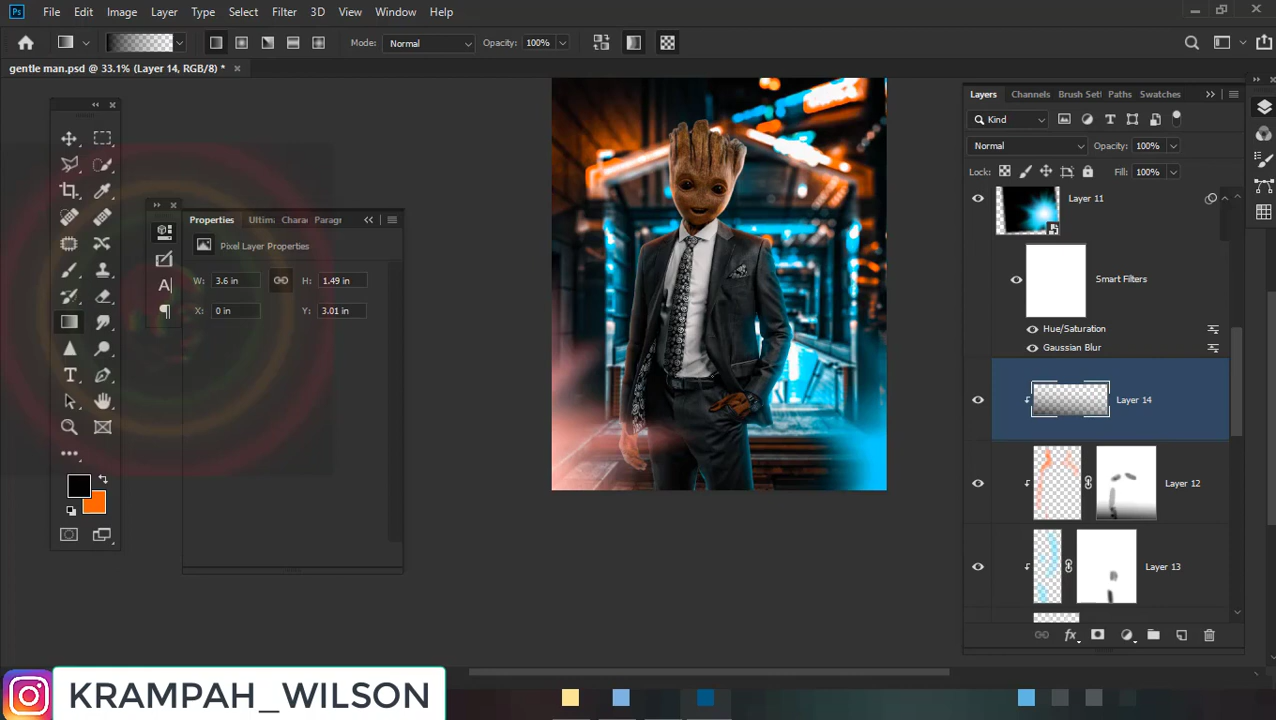 Ps File Edit Image Layer Type Select Filter 3D View Window Help
Mode: Normal Opacity: 100%
gentle man.psd @ 33.1% (Layer 14, RGB/8) *
Layers Channels Brush Set Paths Swatches
Kind
Normal Opacity: 100%
Lock: Fill: 100%
Layer 11
Properties Ultim Chara Paragr
Pixel Layer Properties
W: 3.6 in H: 1.49 in
X: 0 in Y: 3.01 in
Smart Filters
Hue/Saturation
Gaussian Blur
Layer 14
Layer 12
Layer 13
KRAMPAH_WILSON